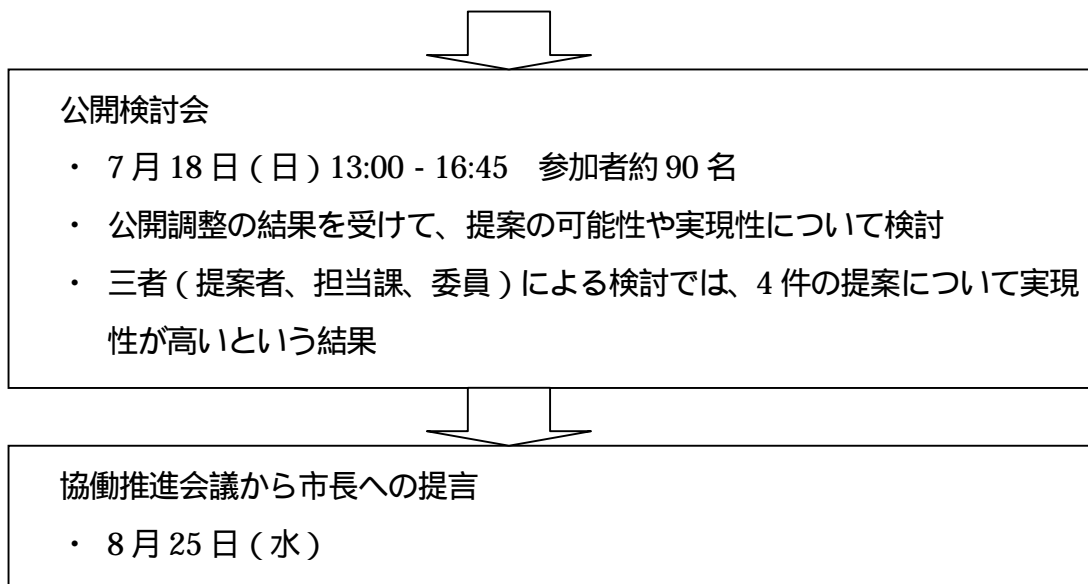 公開検討会
・ 7月18日(日)13:00 - 16:45 参加者約90名
・ 公開調整の結果を受けて、提案の可能性や実現性について検討
・ 三者(提案者、担当課、委員)による検討では、4件の提案について実現
性が高いという結果
協働推進会議から市長への提言
・ 8月25日(水)